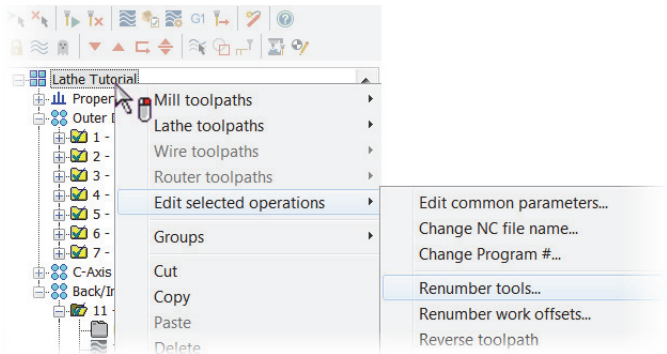 G1
Lathe Tutorial
Proper
Outer
1 -
2 -
3 -
4 -
5 -
6 -
7 -
C-Axis
Back/In
11 -
Mill toolpaths
Lathe toolpaths
Wire toolpaths
Router toolpaths
Edit selected operations
Groups
Cut
Copy
Paste
Delete
Edit common parameters...
Change NC file name...
Change Program #...
Renumber tools...
Renumber work offsets...
Reverse toolpath